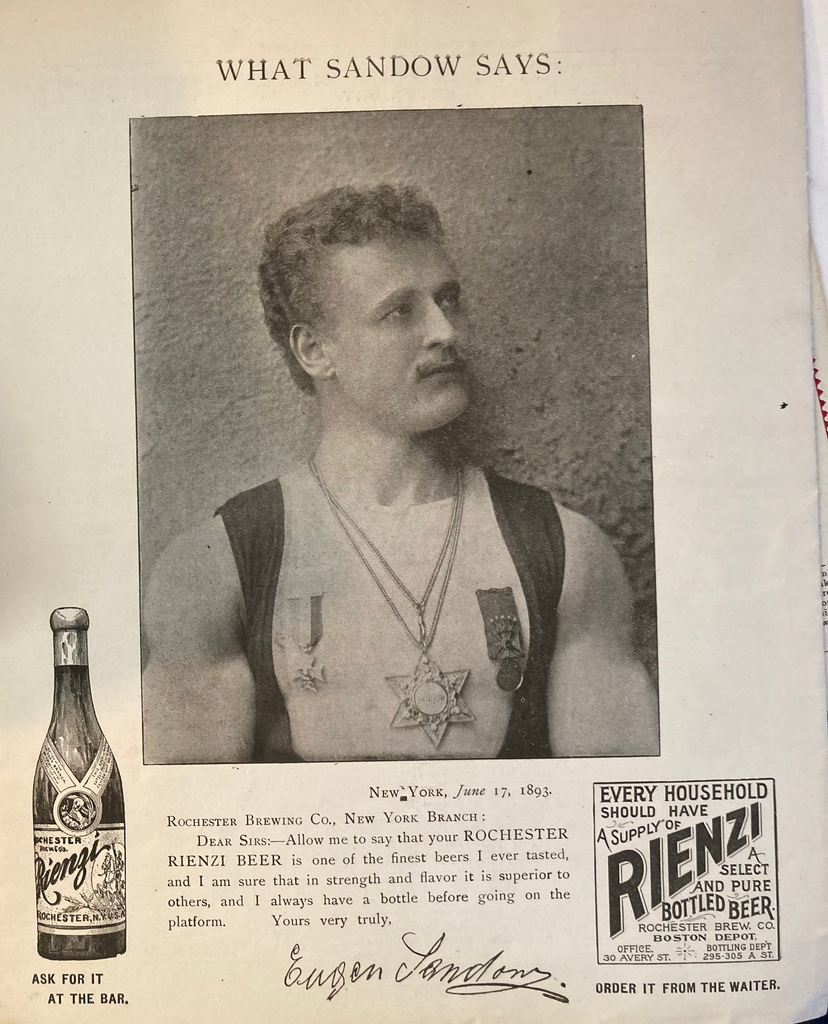 WHAT SANDOW SAYS:
NEW YORK, June 17, 1893.
ROCHESTER BREWING CO., NEW YORK BRANCH:
DEAR SIRS:—Allow me to say that your ROCHESTER
RIENZI BEER is one of the finest beers I ever tasted,
and I am sure that in strength and flavor it is superior to
others, and I always have a bottle before going on the
platform. Yours very truly,
Eugen Sandow.
ROCHESTER
BREW CO.
Rienzi
ROCHESTER, N.Y. U.S.A.
ASK FOR IT
AT THE BAR.
EVERY HOUSEHOLD
SHOULD HAVE
A SUPPLY OF
RIENZI
A
SELECT
AND PURE
BOTTLED BEER.
ROCHESTER BREW. CO.
BOSTON DEPOT.
OFFICE. BOTTLING DEP'T
30 AVERY ST. 295-305 A ST.
ORDER IT FROM THE WAITER.